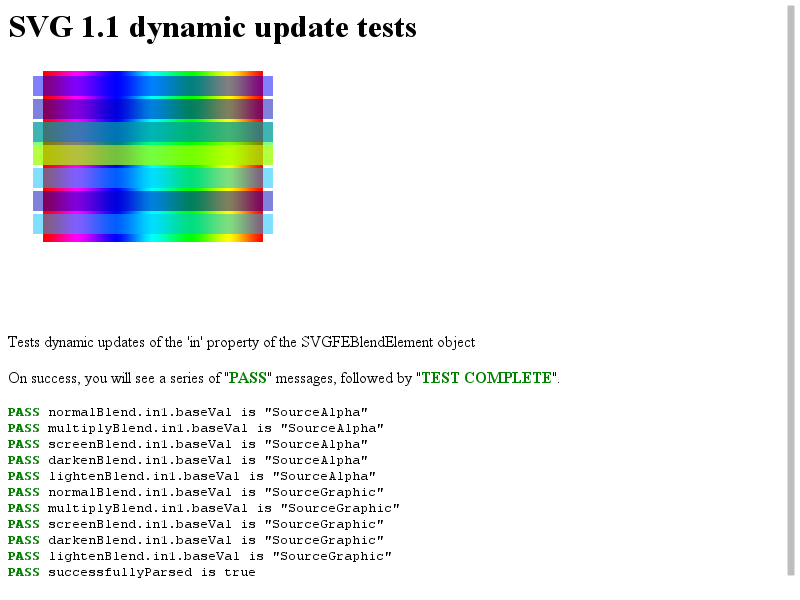 SVG 1.1 dynamic update tests
Tests dynamic updates of the 'in' property of the SVGFEBlendElement object
On success, you will see a series of "PASS" messages, followed by "TEST COMPLETE".
PASS normalBlend.in1.baseVal is "SourceAlpha"
PASS multiplyBlend.in1.baseVal is "SourceAlpha"
PASS screenBlend.in1.baseVal is "SourceAlpha"
PASS darkenBlend.in1.baseVal is "SourceAlpha"
PASS lightenBlend.in1.baseVal is "SourceAlpha"
PASS normalBlend.in1.baseVal is "SourceGraphic"
PASS multiplyBlend.in1.baseVal is "SourceGraphic"
PASS screenBlend.in1.baseVal is "SourceGraphic"
PASS darkenBlend.in1.baseVal is "SourceGraphic"
PASS lightenBlend.in1.baseVal is "SourceGraphic"
PASS successfullyParsed is true